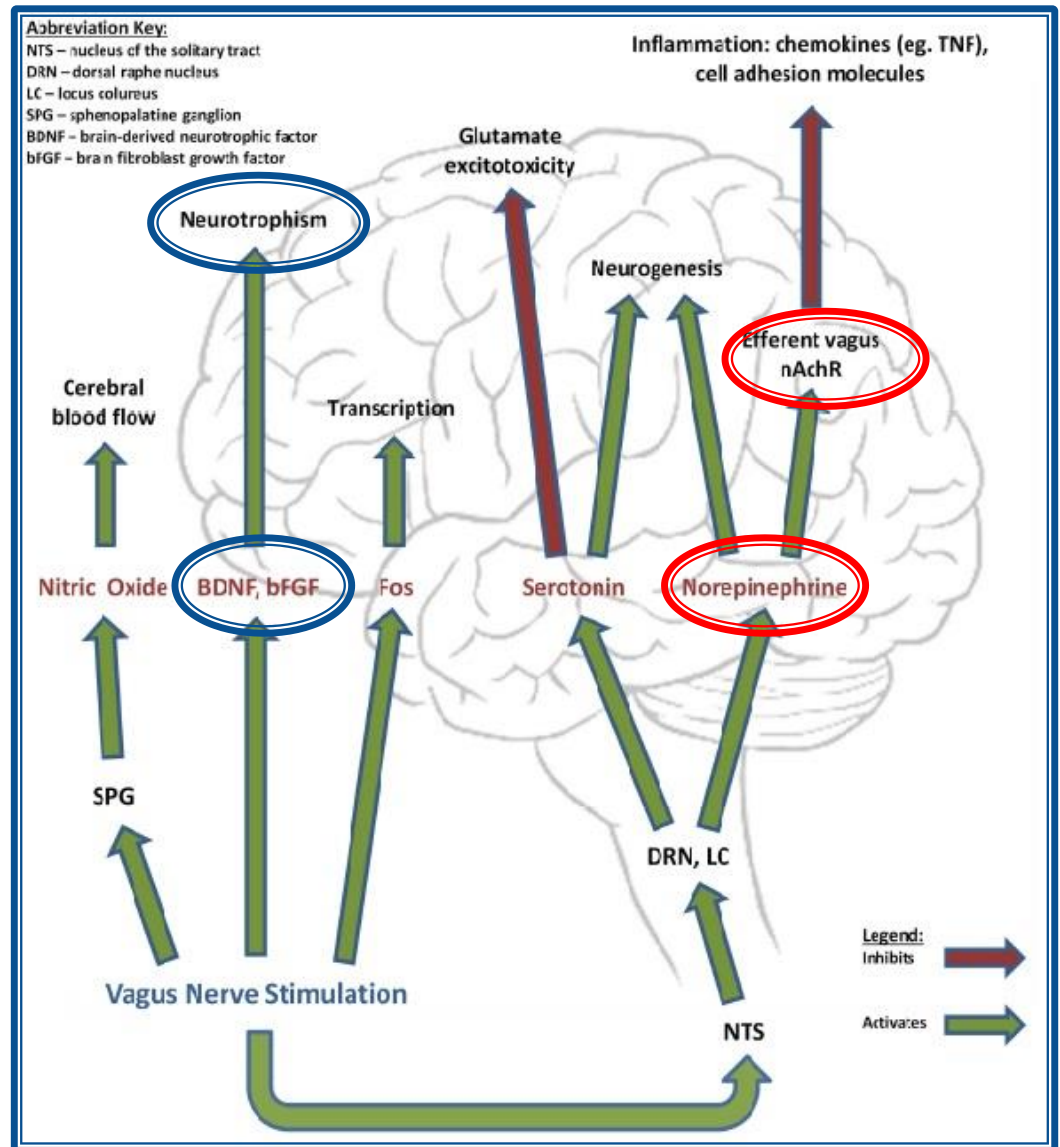 Abbreviation Key:
NTS – nucleus of the solitary tract
DRN – dorsal raphe nucleus
LC – locus colureus
SPG – sphenopalatine ganglion
BDNF – brain-derived neurotrophic factor
bFGF – brain fibroblast growth factor
Inflammation: chemokines (eg. TNF),
cell adhesion molecules
Glutamate
excitotoxicity
Neurotrophism
Neurogenesis
Efferent vagus
nAchR
Cerebral
blood flow
Transcription
Nitric Oxide
BDNF, bFGF
Fos
Serotonin
Norepinephrine
SPG
DRN, LC
Vagus Nerve Stimulation
NTS
Legend:
Inhibits
Activates